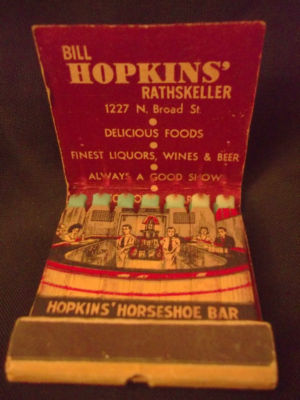 BILL
HOPKINS'
RATHSKELLER
1227 N. Broad St.
DELICIOUS FOODS
FINEST LIQUORS, WINES & BEER
ALWAYS A GOOD SHOW
HOPKINS' HORSESHOE BAR